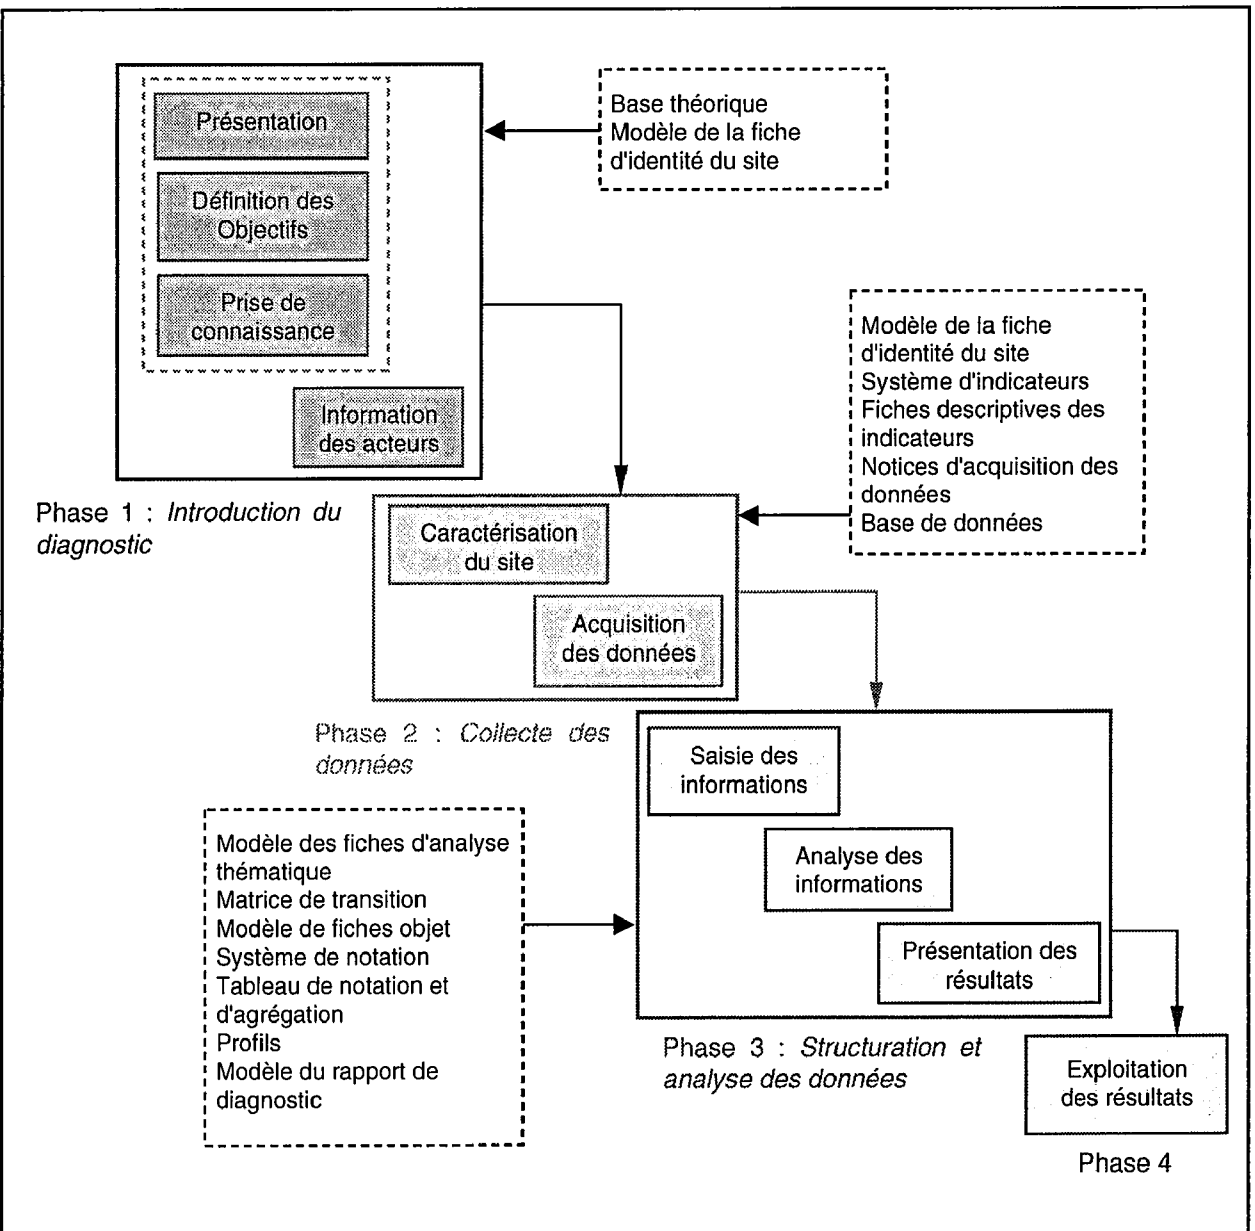 Présentation
Définition des
Objectifs
Prise de
connaissance
Information
des acteurs
Base théorique
Modèle de la fiche
d'identité du site
Phase 1 : Introduction du
diagnostic
Modèle de la fiche
d'identité du site
Système d'indicateurs
Fiches descriptives des
indicateurs
Notices d'acquisition des
données
Base de données
Caractérisation
du site
Acquisition
des données
Phase 2 : Collecte des
données
Saisie des
informations
Analyse des
informations
Présentation des
résultats
Modèle des fiches d'analyse
thématique
Matrice de transition
Modèle de fiches objet
Système de notation
Tableau de notation et
d'agrégation
Profils
Modèle du rapport de
diagnostic
Phase 3 : Structuration et
analyse des données
Exploitation
des résultats
Phase 4